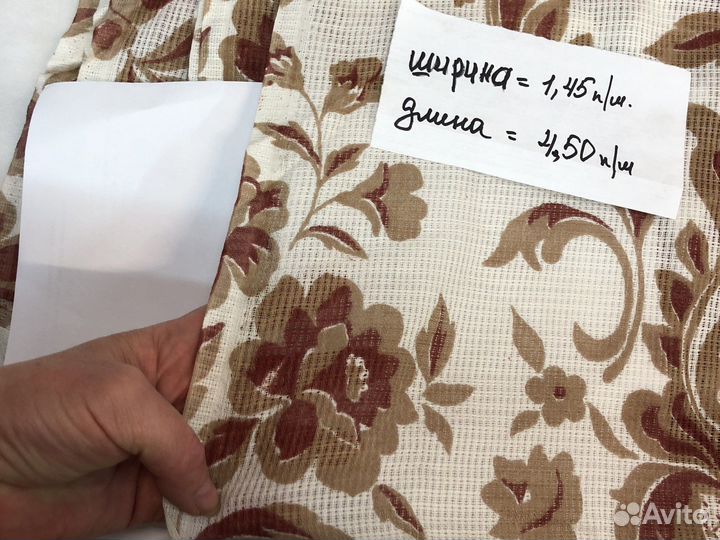 ширина = 1,45 п/м.
длина = 4,50 п/м
Avito